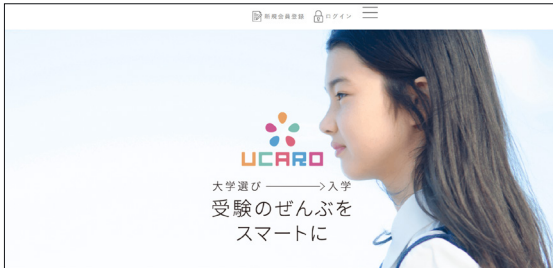 新規会員登録 ログイン
UCARO
大学選び → 入学
受験のぜんぶを
スマートに